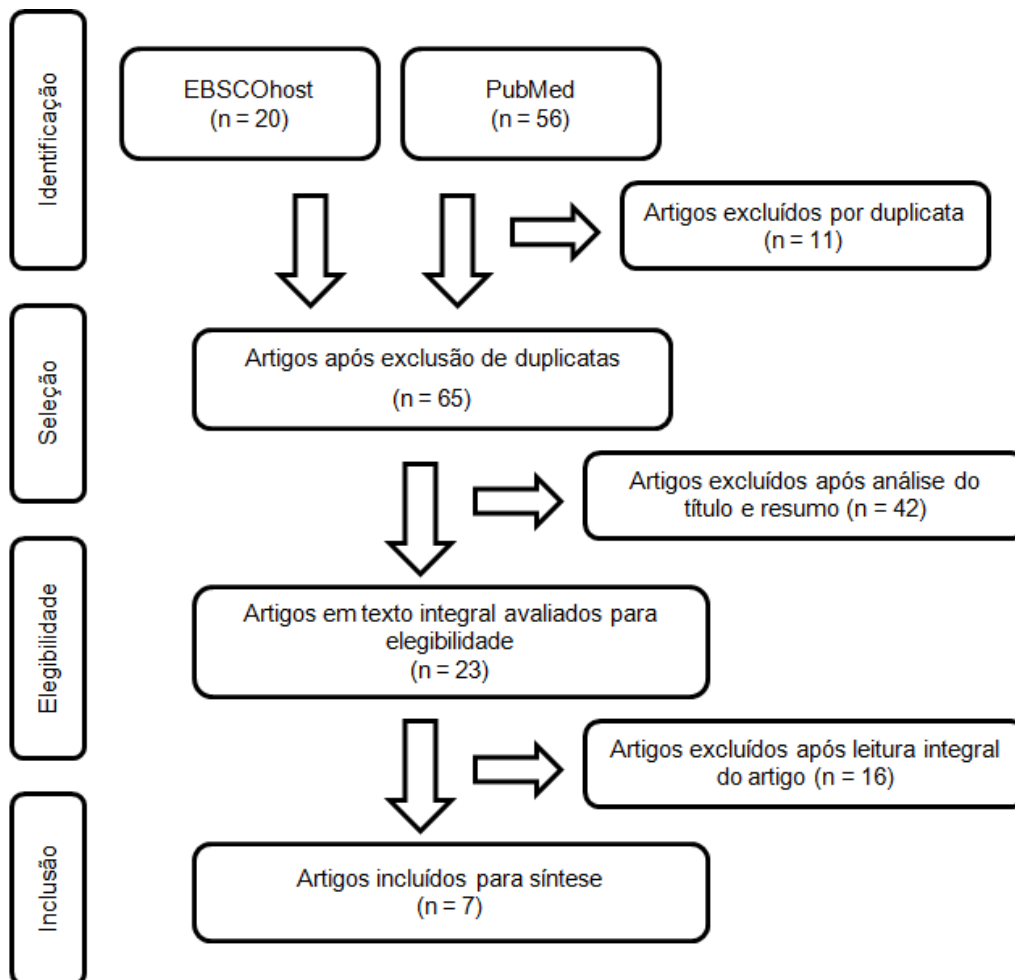 Identificação
EBSCOhost
(n = 20)
PubMed
(n = 56)
Artigos excluídos por duplicata
(n = 11)
Seleção
Artigos após exclusão de duplicatas
(n = 65)
Artigos excluídos após análise do
título e resumo (n = 42)
Elegibilidade
Artigos em texto integral avaliados para
elegibilidade
(n = 23)
Artigos excluídos após leitura integral
do artigo (n = 16)
Inclusão
Artigos incluídos para síntese
(n = 7)